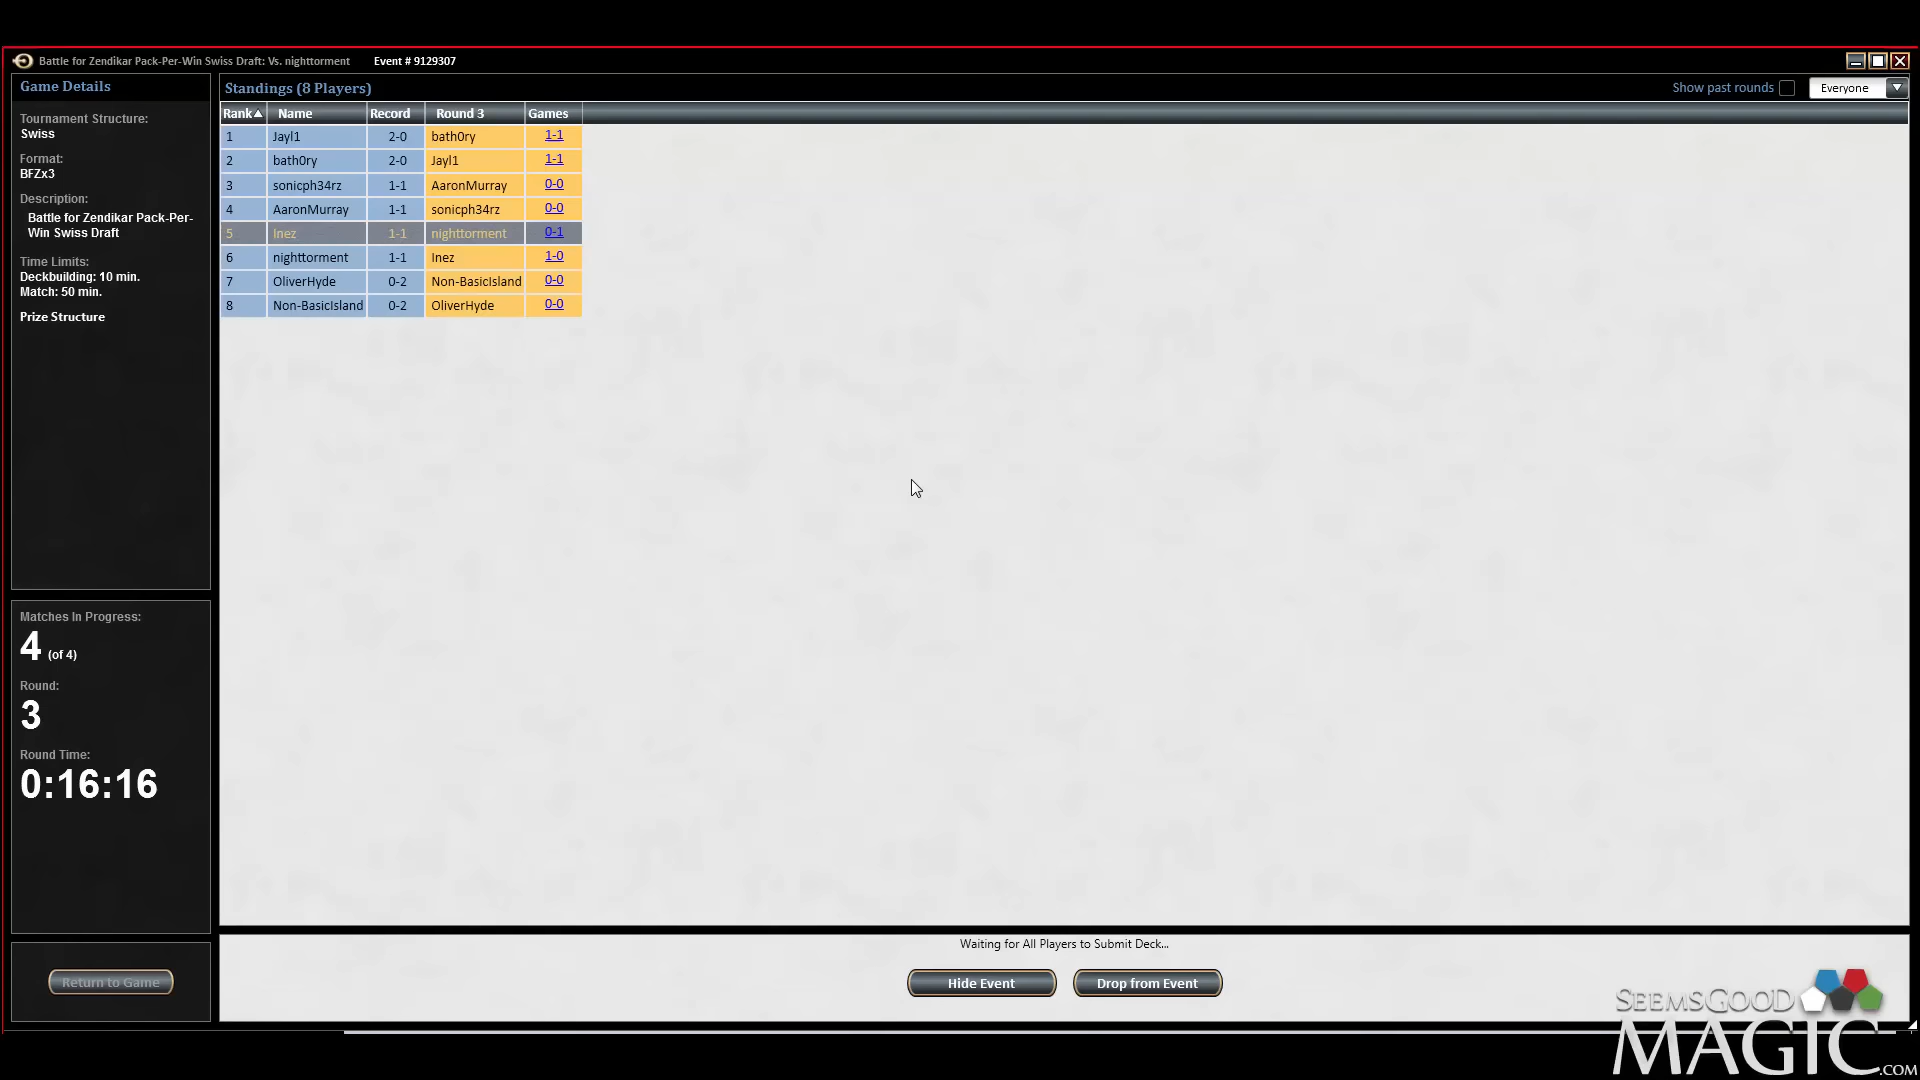 Battle for Zendikar Pack-Per-Win Swiss Draft: Vs. nighttorment Event # 9129307
Game Details
Tournament Structure:
Swiss
Format:
BFZx3
Description:
Battle for Zendikar Pack-Per-
Win Swiss Draft
Time Limits:
Deckbuilding: 10 min.
Match: 50 min.
Prize Structure
Standings (8 Players) Show past rounds Everyone
Rank Name Record Round 3 Games
1 Jayl1 2-0 bath0ry 1-1
2 bath0ry 2-0 Jayl1 1-1
3 sonicph34rz 1-1 AaronMurray 0-0
4 AaronMurray 1-1 sonicph34rz 0-0
5 Inez 1-1 nighttorment 0-1
6 nighttorment 1-1 Inez 1-0
7 OliverHyde 0-2 Non-BasicIsland 0-0
8 Non-BasicIsland 0-2 OliverHyde 0-0
Matches In Progress:
4 (of 4)
Round:
3
Round Time:
0:16:16
Return to Game
Waiting for All Players to Submit Deck...
Hide Event Drop from Event
SEEMSGOOD
MAGIC.COM